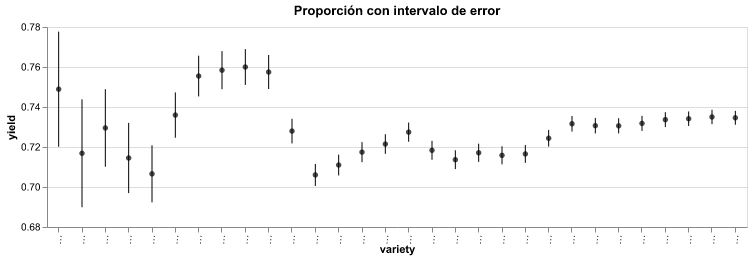 Proporción con intervalo de error
0.78
0.76
0.74
0.72
0.70
0.68
yield
variety